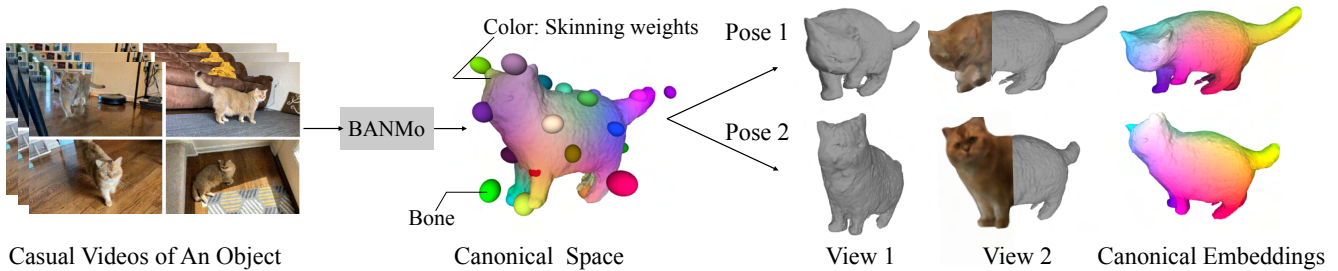 Color: Skinning weights
Pose 1
BANMo
Pose 2
Bone
Casual Videos of An Object
Canonical Space
View 1
View 2
Canonical Embeddings